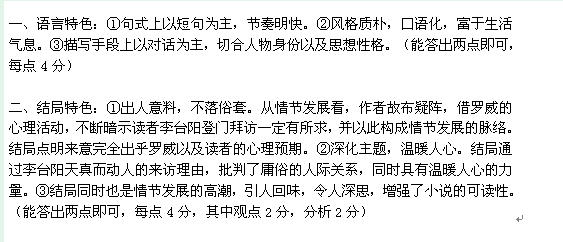 一、语言特色：①句式上以短句为主，节奏明快。②风格质朴，口语化，富于生活
气息。③描写手段上以对话为主，切合人物身份以及思想性格。（能答出两点即可，
每点 4 分）
二、结局特色：①出人意料，不落俗套。从情节发展看，作者故布疑阵，借罗威的
心理活动，不断暗示读者李台阳登门拜访一定有所求，并以此构成情节发展的脉络。
结局点明来意完全出乎罗威以及读者的心理预期。②深化主题，温暖人心。结局通
过李台阳天真而动人的来访理由，批判了庸俗的人际关系，同时具有温暖人心的力
量。③结局同时也是情节发展的高潮，引人回味，令人深思，增强了小说的可读性。
（能答出两点即可，每点 4 分，其中观点 2 分，分析 2 分）